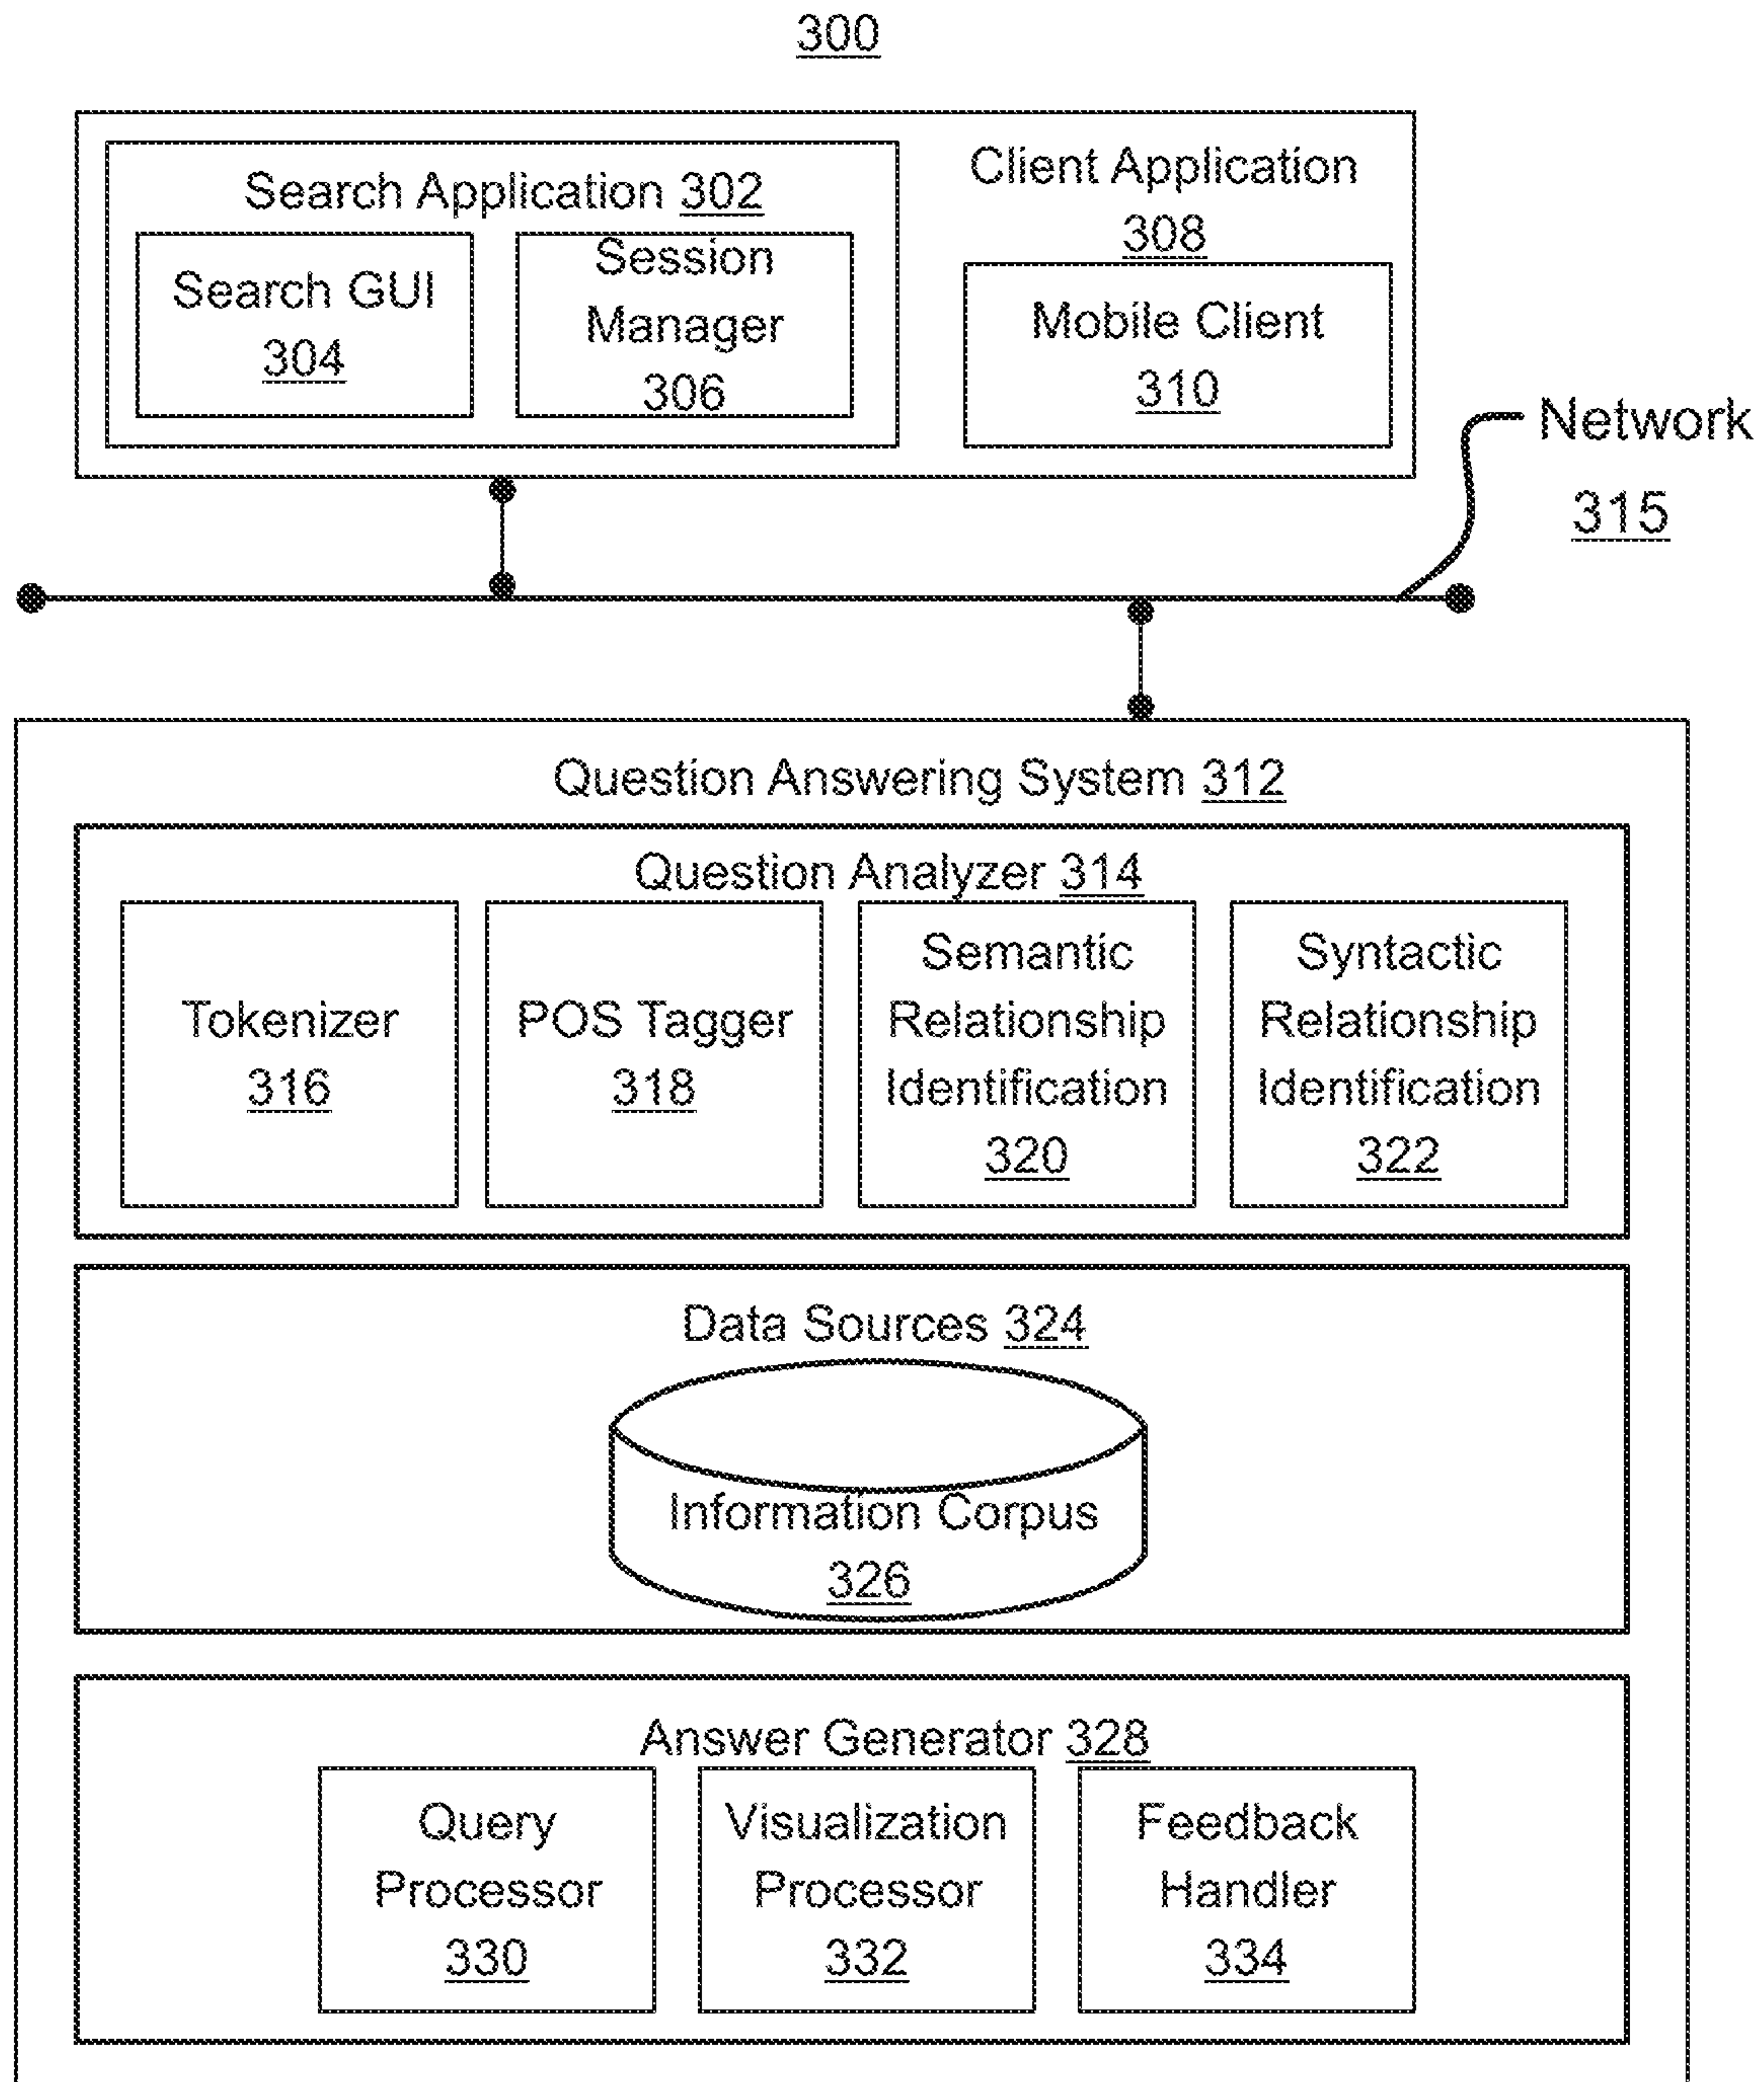 300
Search Application 302
Client Application
308
Search GUI
304
Session
Manager
306
Mobile Client
310
Network
315
Question Answering System 312
Question Analyzer 314
Tokenizer
316
POS Tagger
318
Semantic
Relationship
Identification
320
Syntactic
Relationship
Identification
322
Data Sources 324
Information Corpus
326
Answer Generator 328
Query
Processor
330
Visualization
Processor
332
Feedback
Handler
334